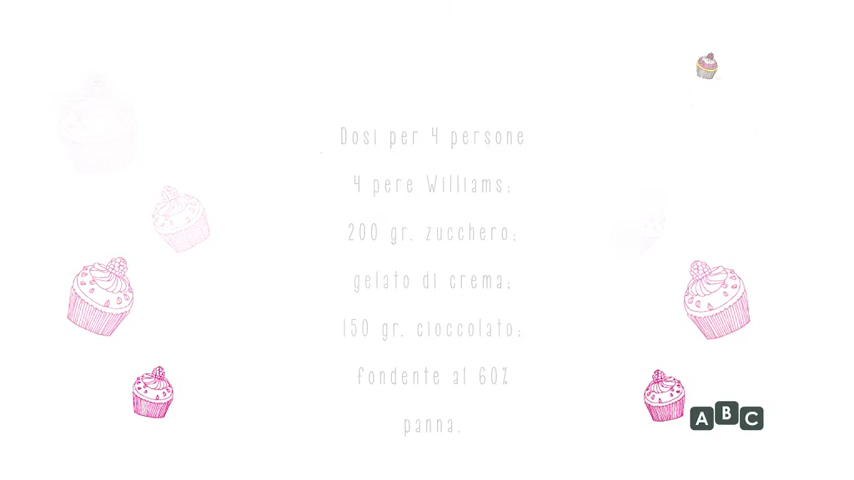 Dosi per 4 persone
4 pere Williams;
200 gr. zucchero;
gelato di crema;
150 gr. cioccolato;
fondente al 60%
panna.
ABC